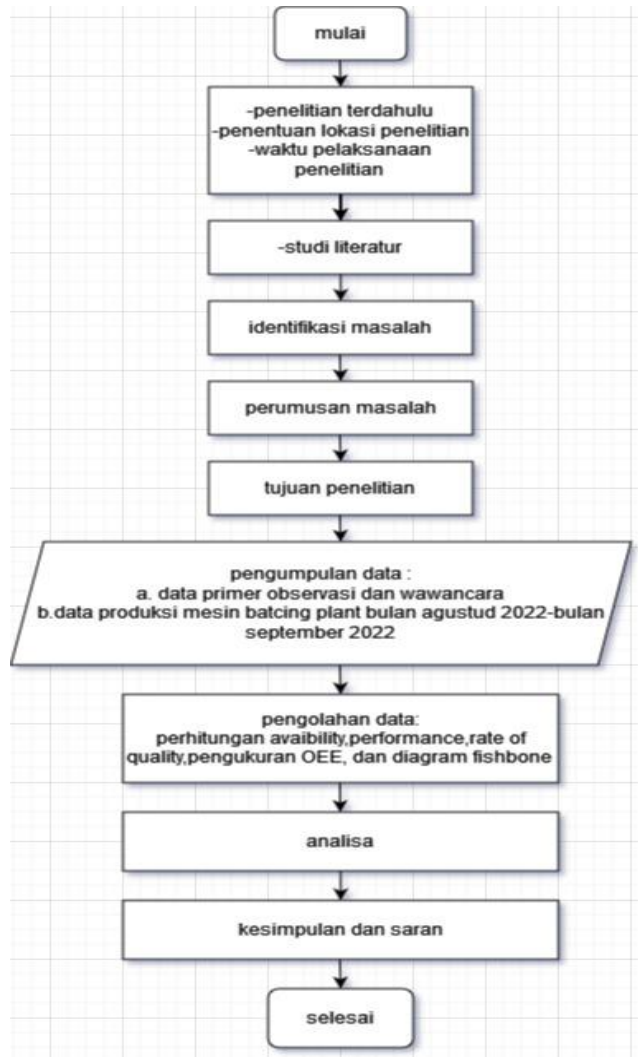 mulai
-penelitian terdahulu
-penentuan lokasi penelitian
-waktu pelaksanaan
penelitian
-studi literatur
identifikasi masalah
perumusan masalah
tujuan penelitian
pengumpulan data :
a. data primer observasi dan wawancara
b.data produksi mesin batcing plant bulan agustud 2022-bulan
september 2022
pengolahan data:
perhitungan avaibility,performance,rate of
quality,pengukuran OEE, dan diagram fishbone
analisa
kesimpulan dan saran
selesai